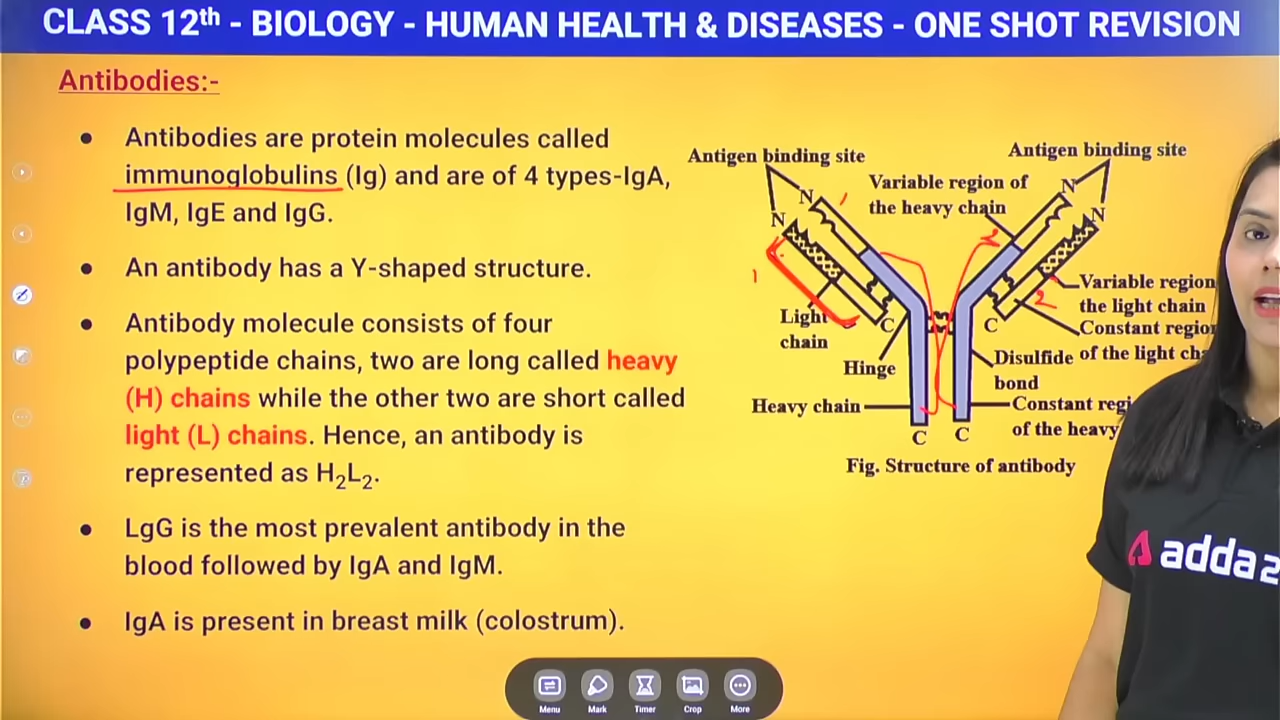 CLASS 12th - BIOLOGY - HUMAN HEALTH & DISEASES - ONE SHOT REVISION
Antibodies:-
• Antibodies are protein molecules called
immunoglobulins (Ig) and are of 4 types-IgA,
IgM, IgE and IgG.
• An antibody has a Y-shaped structure.
• Antibody molecule consists of four
polypeptide chains, two are long called heavy
(H) chains while the other two are short called
light (L) chains. Hence, an antibody is
represented as H₂L₂.
• LgG is the most prevalent antibody in the
blood followed by IgA and IgM.
• IgA is present in breast milk (colostrum).
Antigen binding site
Antigen binding site
Variable region of
the heavy chain
N
N
N
N
Variable region
the light chain
Constant regio
of the light ch
Light
chain
C
C
Hinge
Disulfide
bond
Heavy chain
Constant regi
of the heavy
C
C
Fig. Structure of antibody
1
2
adda2
Menu
Mark
Timer
Crop
More